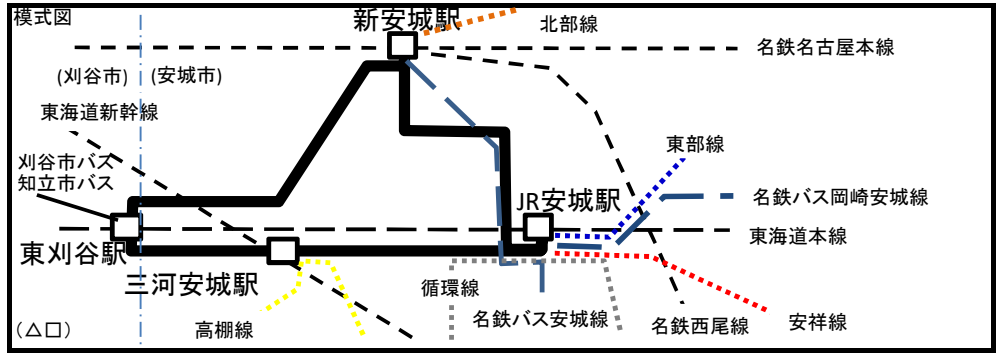 模式図
新安城駅
北部線
名鉄名古屋本線
(刈谷市)
(安城市)
東海道新幹線
東部線
刈谷市バス
知立市バス
JR安城駅
名鉄バス岡崎安城線
東海道本線
東刈谷駅
三河安城駅
循環線
(△□)
高棚線
名鉄バス安城線
名鉄西尾線
安祥線